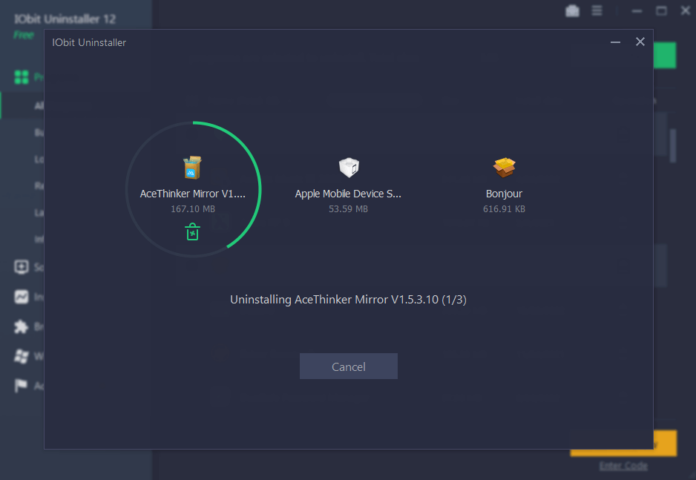 IObit Uninstaller 12
Free
IObit Uninstaller
AceThinker Mirror V1....
167.10 MB
Apple Mobile Device S...
53.59 MB
Bonjour
616.91 KB
Uninstalling AceThinker Mirror V1.5.3.10 (1/3)
Cancel
Enter Code